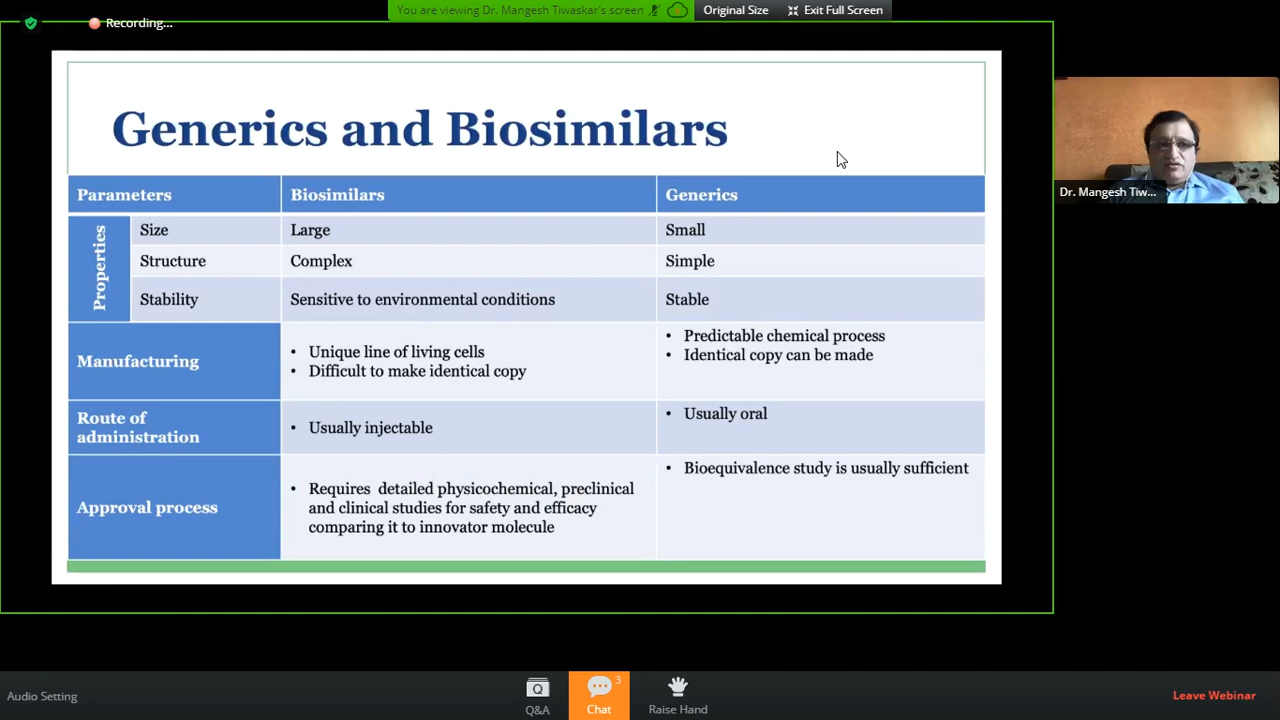 You are viewing Dr. Mangesh Tiwaskar's screen
Original Size
Exit Full Screen
Recording...
Generics and Biosimilars
Parameters
Biosimilars
Generics
Properties
Size
Large
Small
Structure
Complex
Simple
Stability
Sensitive to environmental conditions
Stable
Manufacturing
• Unique line of living cells
• Difficult to make identical copy
• Predictable chemical process
• Identical copy can be made
Route of
administration
• Usually injectable
• Usually oral
Approval process
• Requires detailed physicochemical, preclinical
and clinical studies for safety and efficacy
comparing it to innovator molecule
• Bioequivalence study is usually sufficient
Dr. Mangesh Tiw...
Audio Setting
Q
Q&A
3
Chat
Raise Hand
Leave Webinar